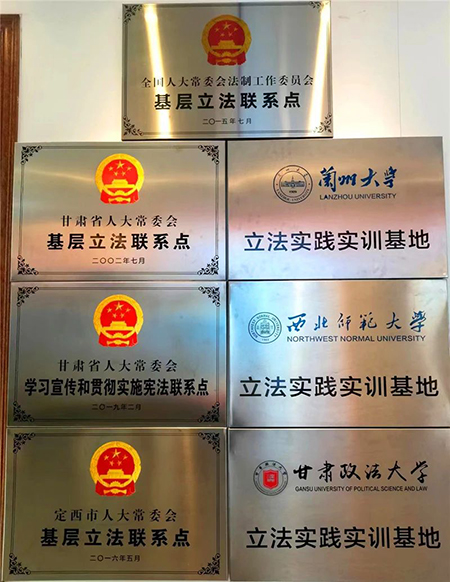 全国人大常委会法制工作委员会
基层立法联系点
二〇一五年七月
甘肃省人大常委会
基层立法联系点
二〇〇二年七月
兰州大学
LANZHOU UNIVERSITY
立法实践实训基地
甘肃省人大常委会
学习宣传和贯彻实施宪法联系点
二〇一九年二月
西北师范大学
NORTHWEST NORMAL UNIVERSITY
立法实践实训基地
定西市人大常委会
基层立法联系点
二〇一六年五月
甘肃政法大学
GANSU UNIVERSITY OF POLITICAL SCIENCE AND LAW
立法实践实训基地